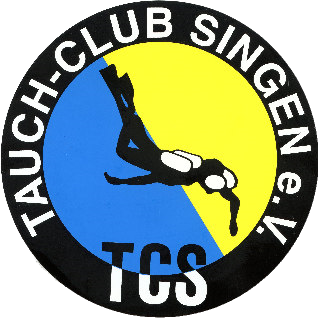 TAUCH-CLUB SINGEN e.V.
TCS